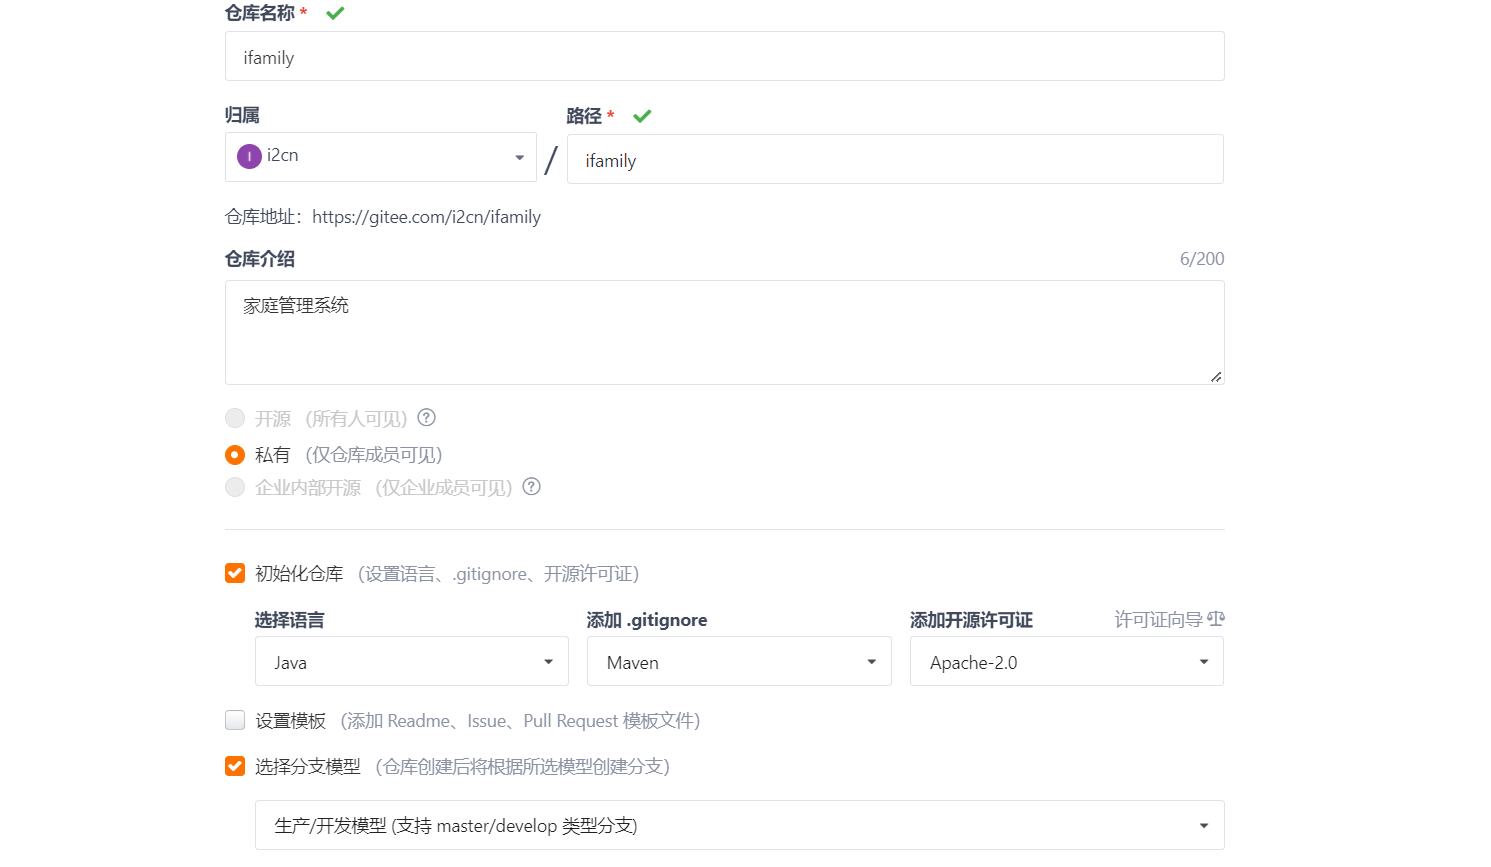 仓库名称 *
ifamily
归属
路径 *
I i2cn
/
ifamily
仓库地址：https://gitee.com/i2cn/ifamily
仓库介绍 6/200
家庭管理系统
开源 （所有人可见） ?
私有 （仅仓库成员可见）
企业内部开源 （仅企业成员可见） ?
初始化仓库 （设置语言、.gitignore、开源许可证）
选择语言 添加 .gitignore 添加开源许可证 许可证向导
Java Maven Apache-2.0
设置模板 （添加 Readme、Issue、Pull Request 模板文件）
选择分支模型 （仓库创建后将根据所选模型创建分支）
生产/开发模型 (支持 master/develop 类型分支)